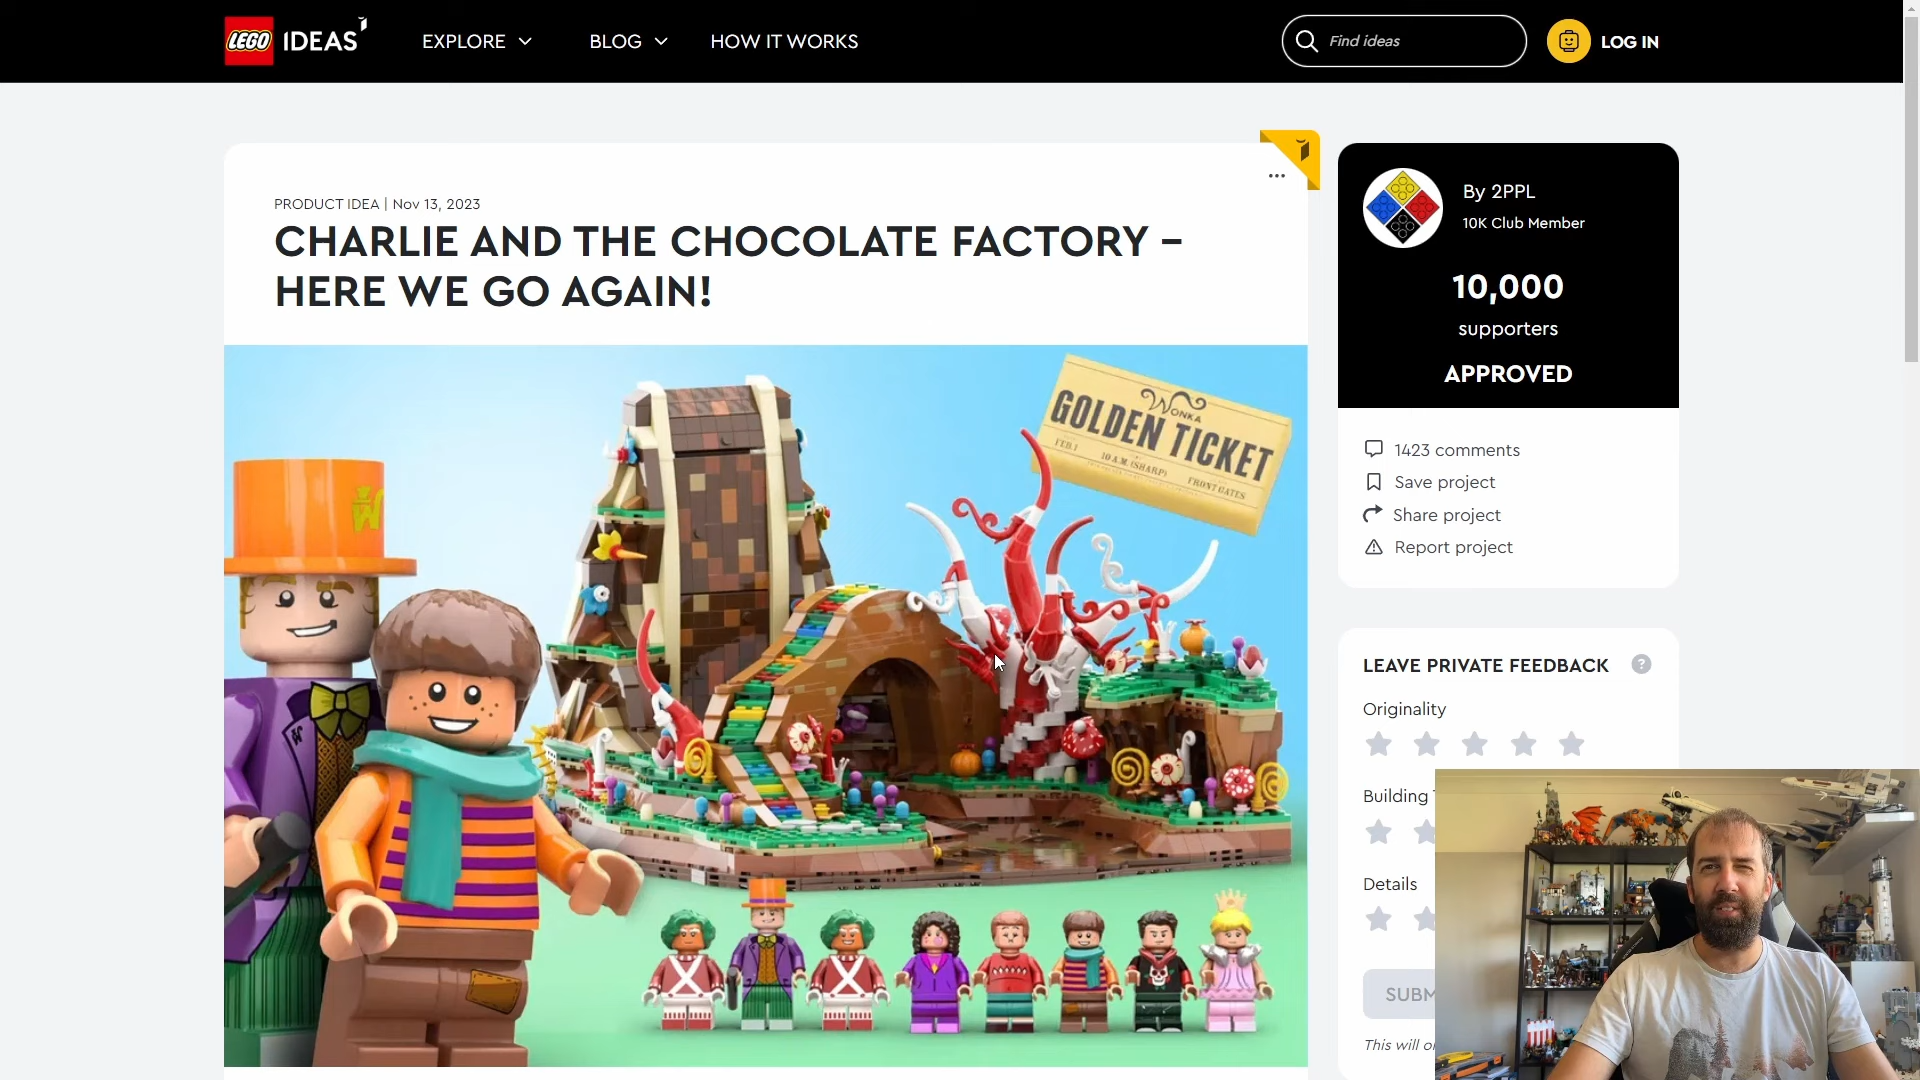 LEGO IDEAS
EXPLORE
BLOG
HOW IT WORKS
Find ideas
LOG IN
PRODUCT IDEA | Nov 13, 2023
CHARLIE AND THE CHOCOLATE FACTORY –
HERE WE GO AGAIN!
WONKA
GOLDEN TICKET
FEB.1
10 A.M. (SHARP)
FRONT GATES
W
By 2PPL
10K Club Member
10,000
supporters
APPROVED
1423 comments
Save project
Share project
Report project
LEAVE PRIVATE FEEDBACK ?
Originality
Building
Details
SUBM
This will